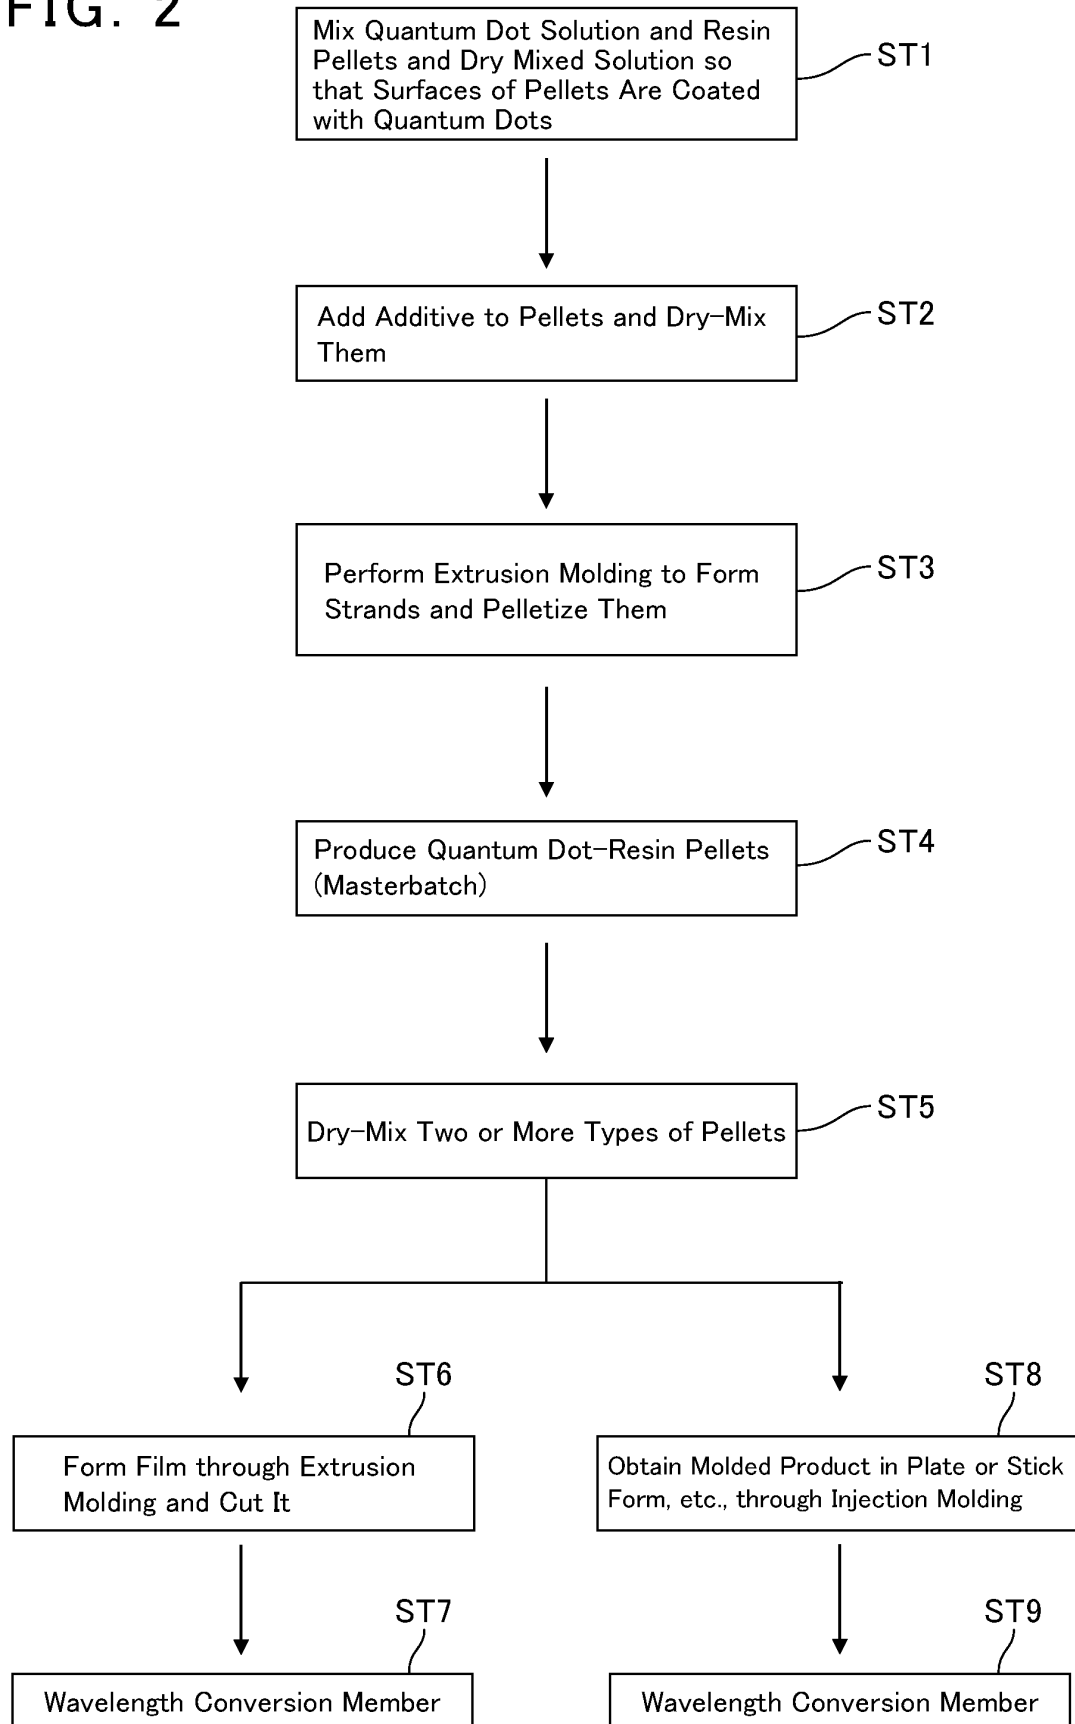 FIG. 2
Mix Quantum Dot Solution and Resin
Pellets and Dry Mixed Solution so
that Surfaces of Pellets Are Coated
with Quantum Dots
ST1
Add Additive to Pellets and Dry-Mix
Them
ST2
Perform Extrusion Molding to Form
Strands and Pelletize Them
ST3
Produce Quantum Dot-Resin Pellets
(Masterbatch)
ST4
Dry-Mix Two or More Types of Pellets
ST5
ST6
Form Film through Extrusion
Molding and Cut It
ST8
Obtain Molded Product in Plate or Stick
Form, etc., through Injection Molding
ST7
Wavelength Conversion Member
ST9
Wavelength Conversion Member